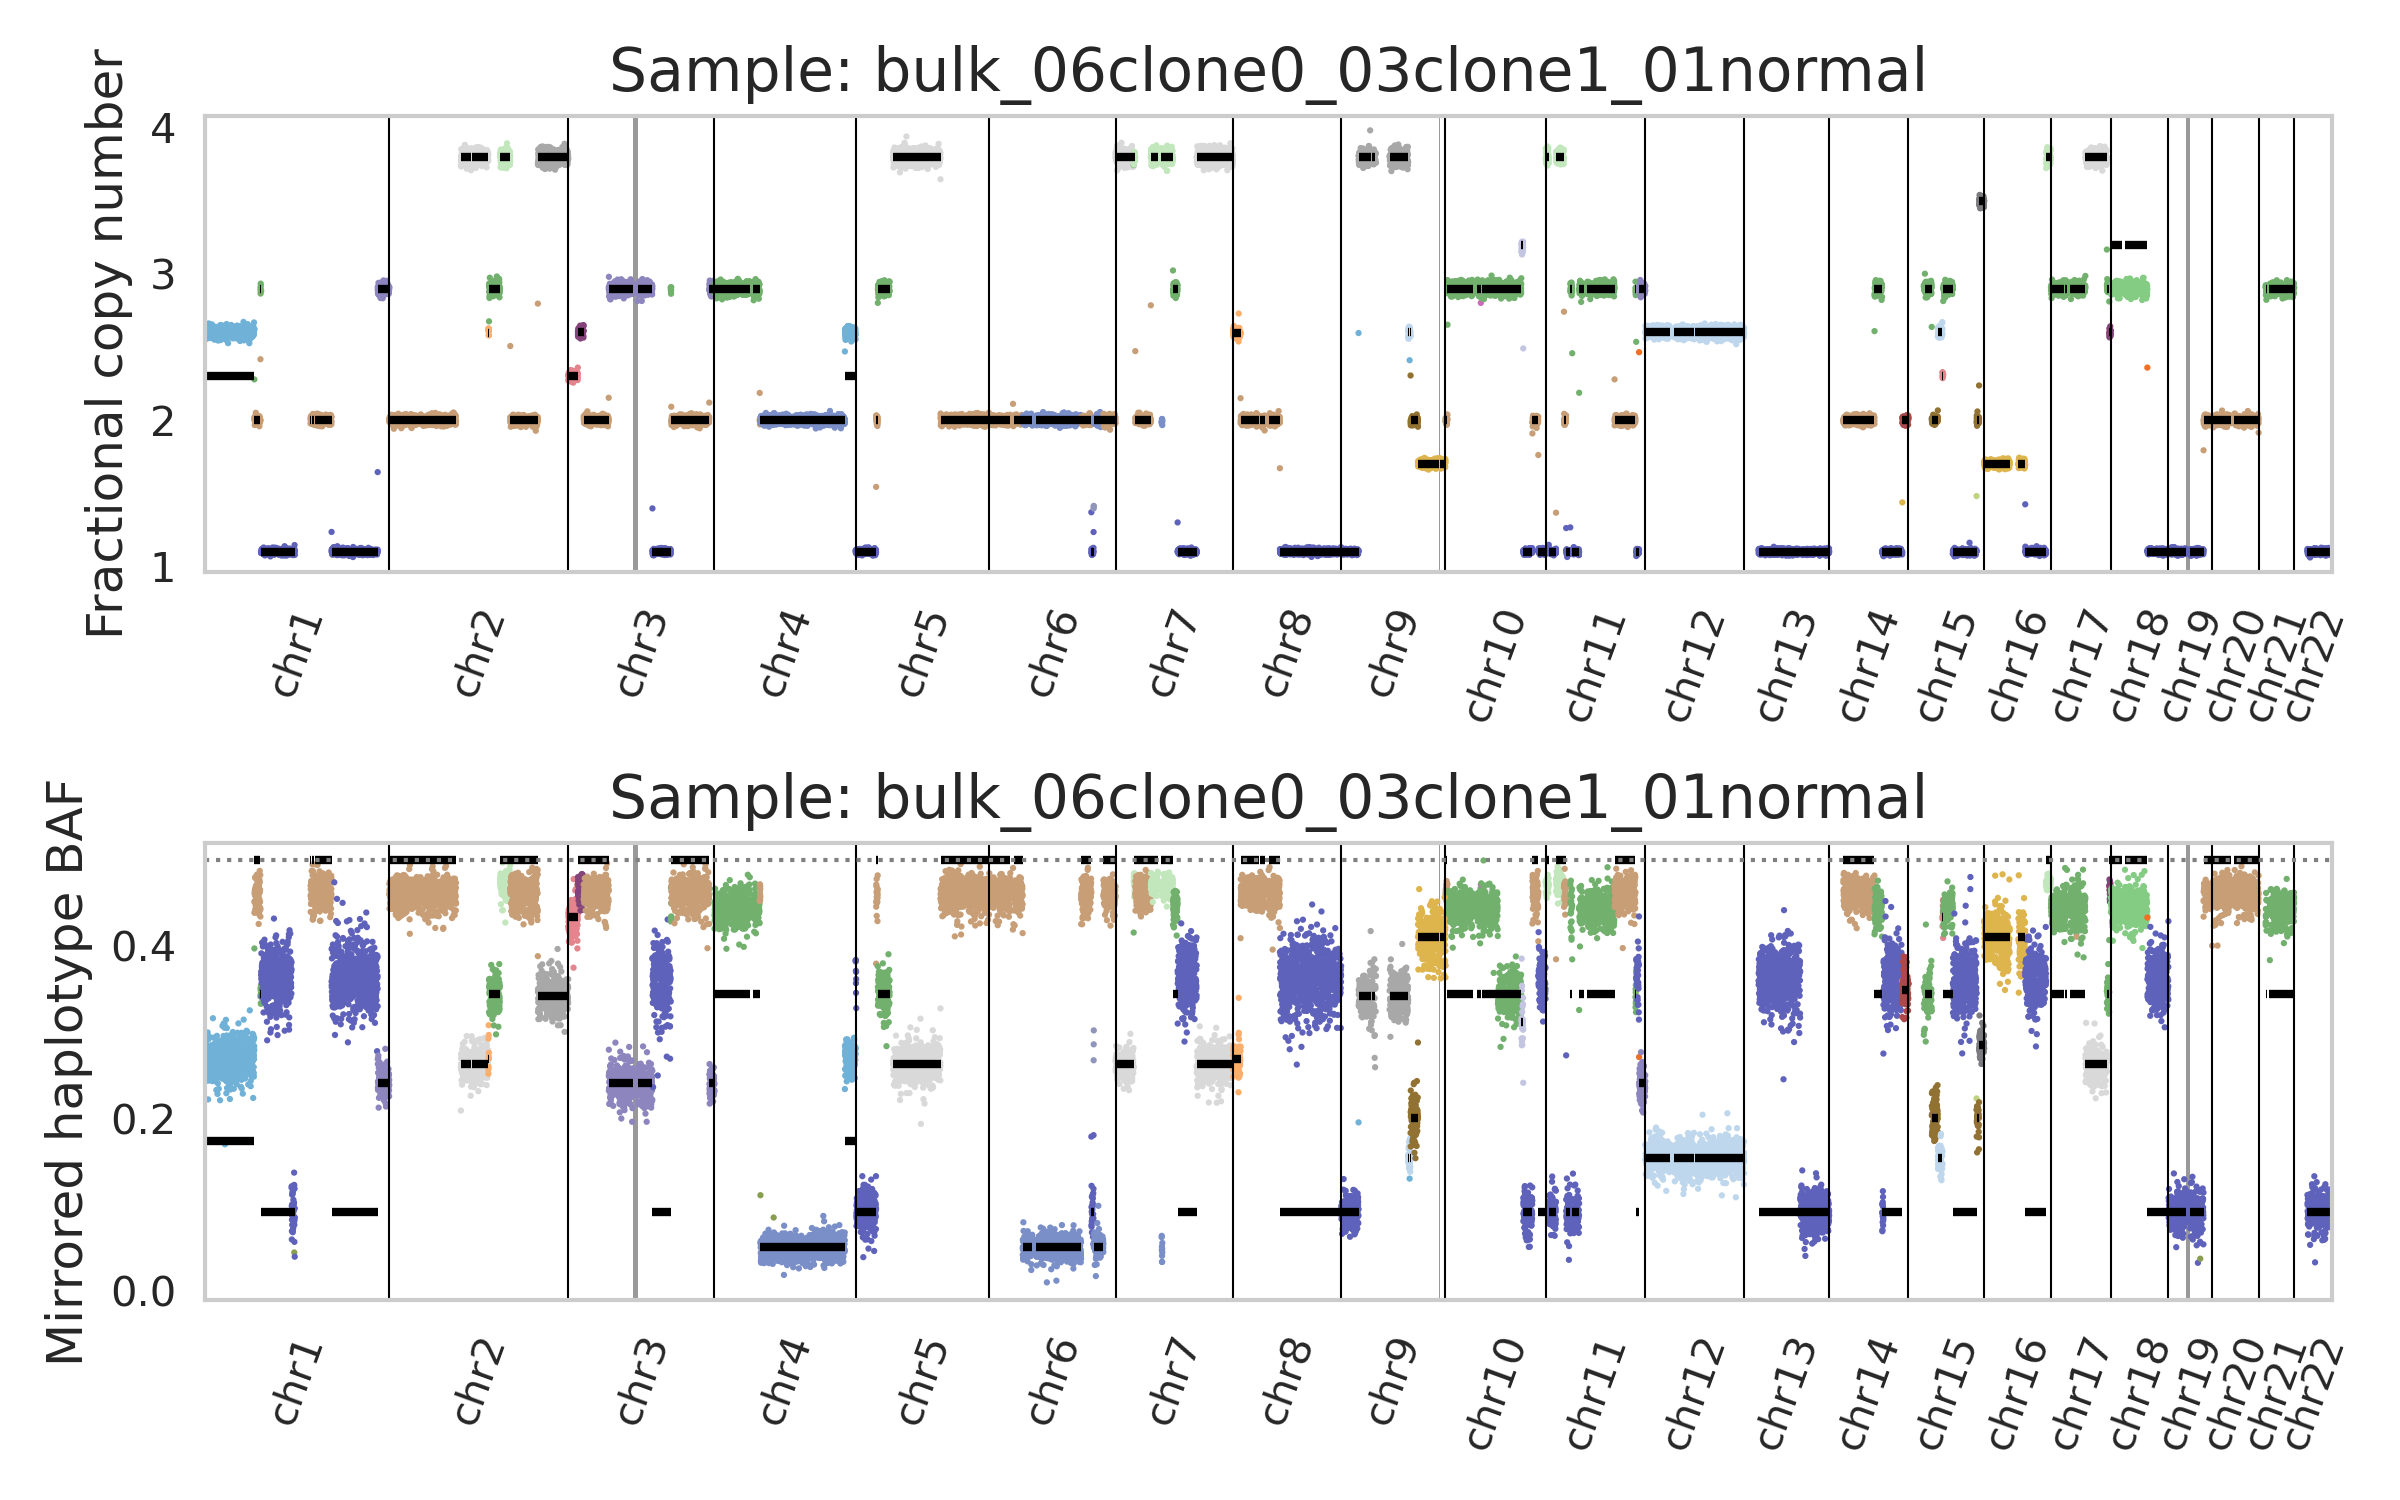 Sample: bulk_06clone0_03clone1_01normal
Fractional copy number
4
3
2
1
chr1
chr2
chr3
chr4
chr5
chr6
chr7
chr8
chr9
chr10
chr11
chr12
chr13
chr14
chr15
chr16
chr17
chr18
chr19
chr20
chr21
chr22
Sample: bulk_06clone0_03clone1_01normal
Mirrored haplotype BAF
0.4
0.2
0.0
chr1
chr2
chr3
chr4
chr5
chr6
chr7
chr8
chr9
chr10
chr11
chr12
chr13
chr14
chr15
chr16
chr17
chr18
chr19
chr20
chr21
chr22